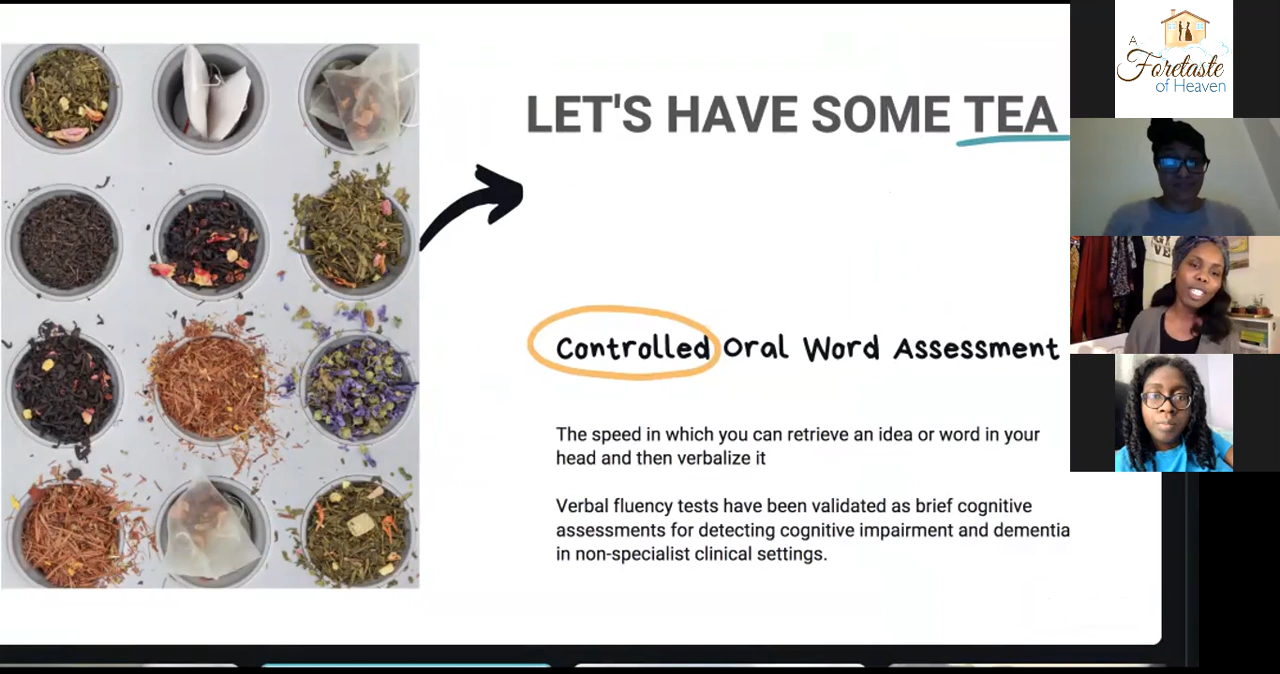 LET'S HAVE SOME TEA
Controlled Oral Word Assessment
The speed in which you can retrieve an idea or word in your
head and then verbalize it
Verbal fluency tests have been validated as brief cognitive
assessments for detecting cognitive impairment and dementia
in non-specialist clinical settings.
A
Foretaste
of Heaven